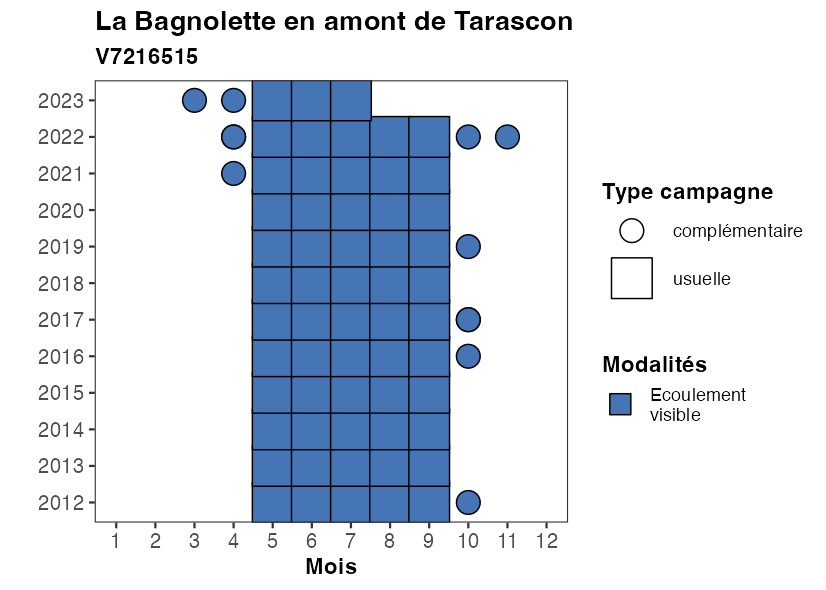 La Bagnolette en amont de Tarascon
V7216515
2023
2022
2021
2020
2019
2018
2017
2016
2015
2014
2013
2012
1 2 3 4 5 6 7 8 9 10 11 12
Mois
Type campagne
complémentaire
usuelle
Modalités
Ecoulement
visible